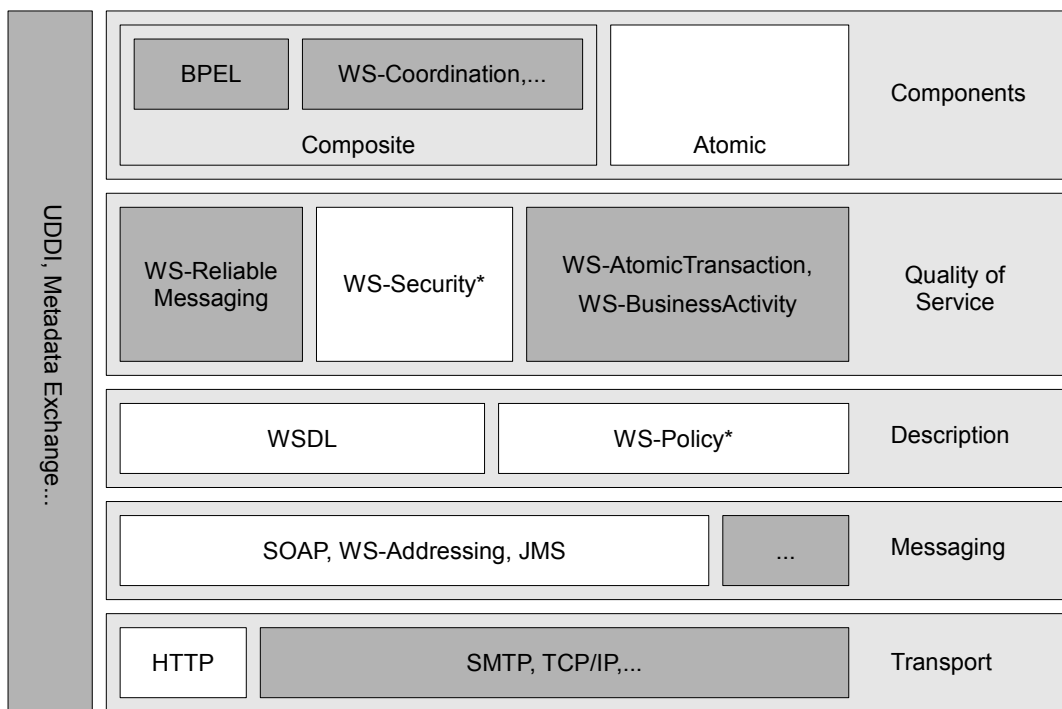 UDDI, Metadata Exchange...
BPEL
WS-Coordination,...
Composite
Atomic
Components
WS-Reliable
Messaging
WS-Security*
WS-AtomicTransaction,
WS-BusinessActivity
Quality of
Service
WSDL
WS-Policy*
Description
SOAP, WS-Addressing, JMS
...
Messaging
HTTP
SMTP, TCP/IP,...
Transport